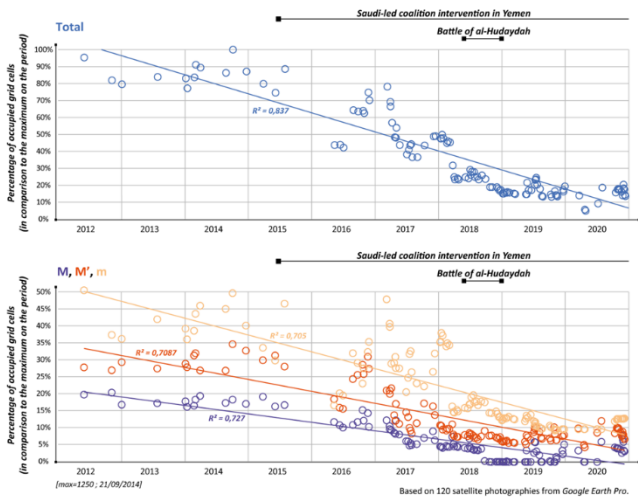 Saudi-led coalition intervention in Yemen
Battle of al-Hudaydah
Total
Percentage of occupied grid cells
(in comparison to the maximum on the period)
100%
90%
80%
70%
60%
50%
40%
30%
20%
10%
0%
R² = 0,837
2012 2013 2014 2015 2016 2017 2018 2019 2020
Saudi-led coalition intervention in Yemen
Battle of al-Hudaydah
M, M', m
Percentage of occupied grid cells
(in comparison to the maximum on the period)
50%
45%
40%
35%
30%
25%
20%
15%
10%
5%
0%
R² = 0,705
R² = 0,7087
R² = 0,727
2012 2013 2014 2015 2016 2017 2018 2019 2020
[max=1250 ; 21/09/2014]
Based on 120 satellite photographies from Google Earth Pro.